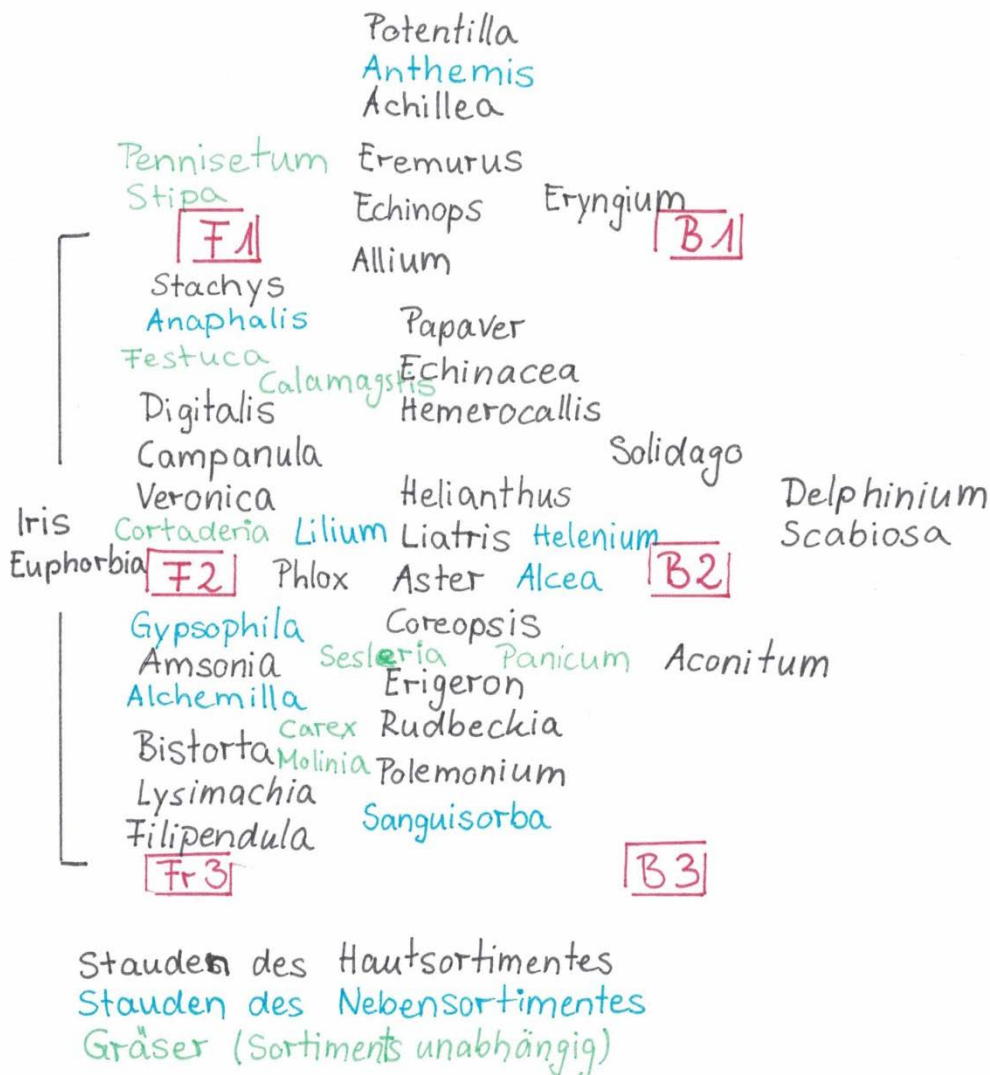 Potentilla
Anthemis
Achillea
Pennisetum Eremurus
Stipa Echinops Eryngium
F1 B1
Allium
Stachys
Anaphalis Papaver
Festuca Echinacea
Calamagstis
Digitalis Hemerocallis
Campanula Solidago
Veronica Helianthus Delphinium
Iris Cortaderia Lilium Liatris Helenium Scabiosa
Euphorbia F2 Phlox Aster Alcea B2
Gypsophila Coreopsis
Amsonia Sesleria Panicum Aconitum
Alchemilla Erigeron
Carex Rudbeckia
Bistorta Molinia Polemonium
Lysimachia
Filipendula Sanguisorba
Fr3 B3
Stauden des Hautsortimentes
Stauden des Nebensortimentes
Gräser (Sortiments unabhängig)